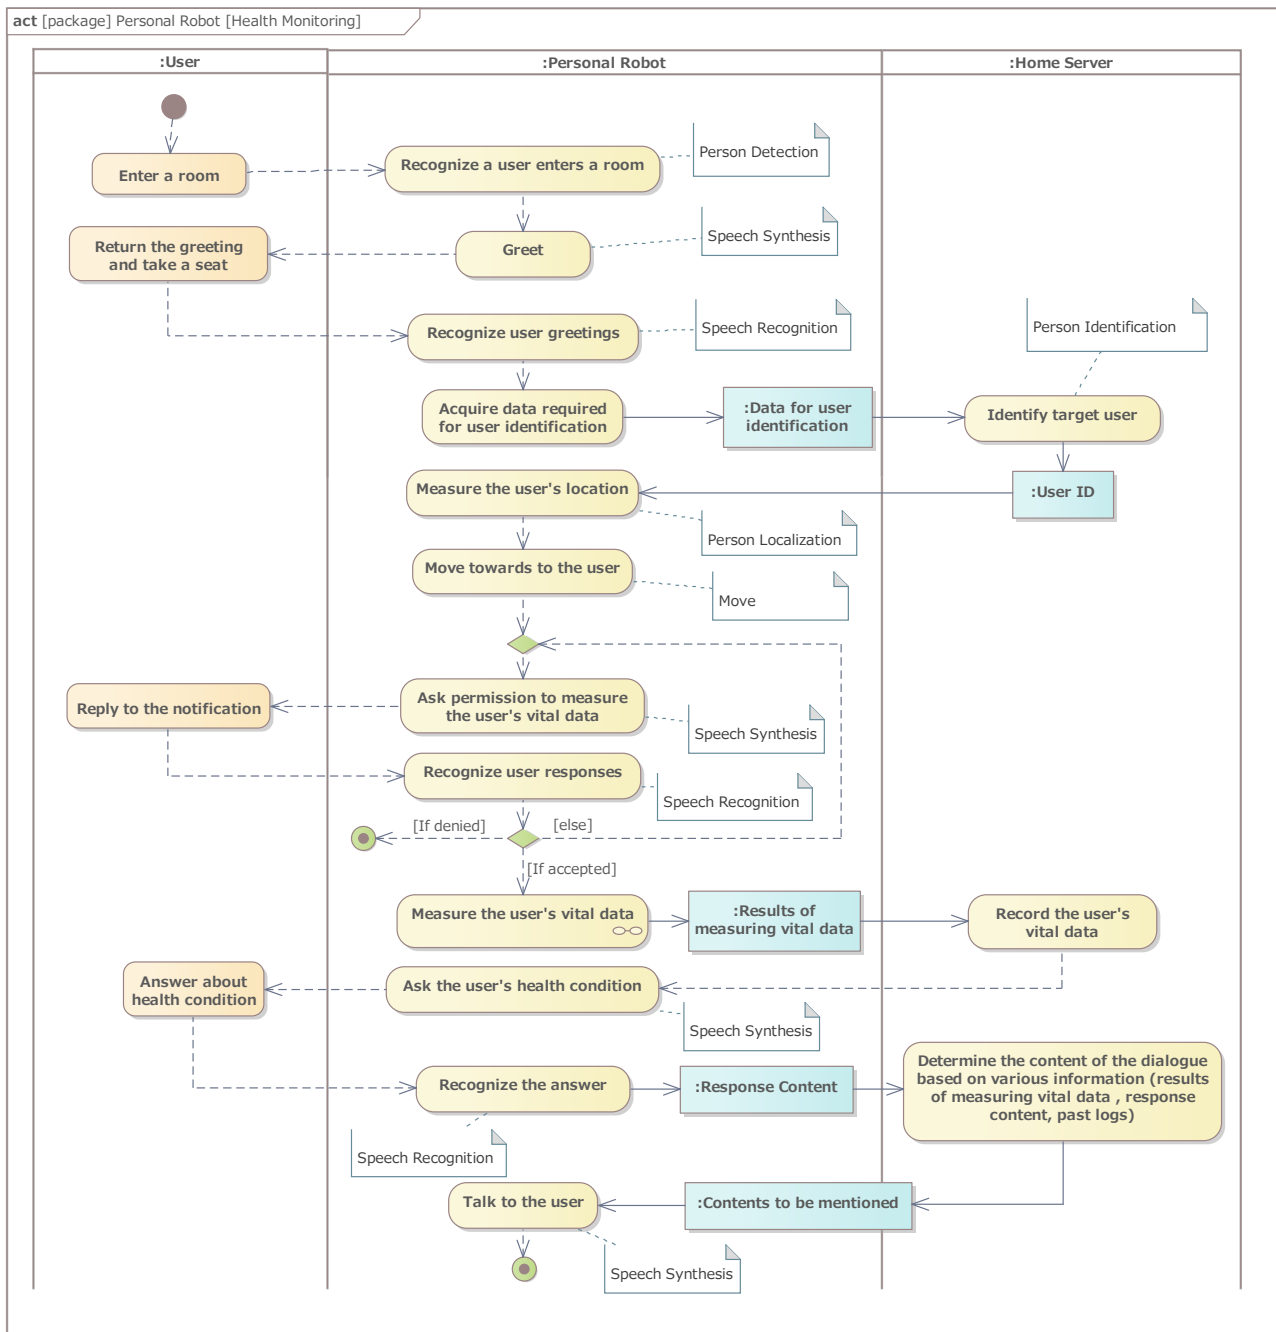 act [package] Personal Robot [Health Monitoring]
:User
:Personal Robot
:Home Server
Enter a room
Recognize a user enters a room
Person Detection
Return the greeting
and take a seat
Greet
Speech Synthesis
Recognize user greetings
Speech Recognition
Person Identification
Acquire data required
for user identification
:Data for user
identification
Identify target user
Measure the user's location
:User ID
Person Localization
Move towards to the user
Move
Reply to the notification
Ask permission to measure
the user's vital data
Speech Synthesis
Recognize user responses
Speech Recognition
[If denied]
[else]
[If accepted]
Measure the user's vital data
:Results of
measuring vital data
Record the user's
vital data
Answer about
health condition
Ask the user's health condition
Speech Synthesis
Recognize the answer
:Response Content
Determine the content of the dialogue
based on various information (results
of measuring vital data , response
content, past logs)
Speech Recognition
Talk to the user
:Contents to be mentioned
Speech Synthesis